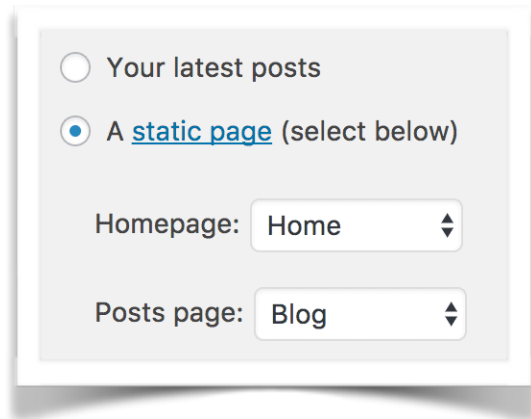 Your latest posts
A static page (select below)
Homepage: Home
Posts page: Blog